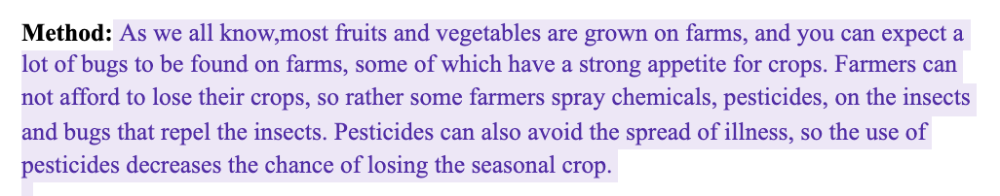 Method: As we all know,most fruits and vegetables are grown on farms, and you can expect a
lot of bugs to be found on farms, some of which have a strong appetite for crops. Farmers can
not afford to lose their crops, so rather some farmers spray chemicals, pesticides, on the insects
and bugs that repel the insects. Pesticides can also avoid the spread of illness, so the use of
pesticides decreases the chance of losing the seasonal crop.